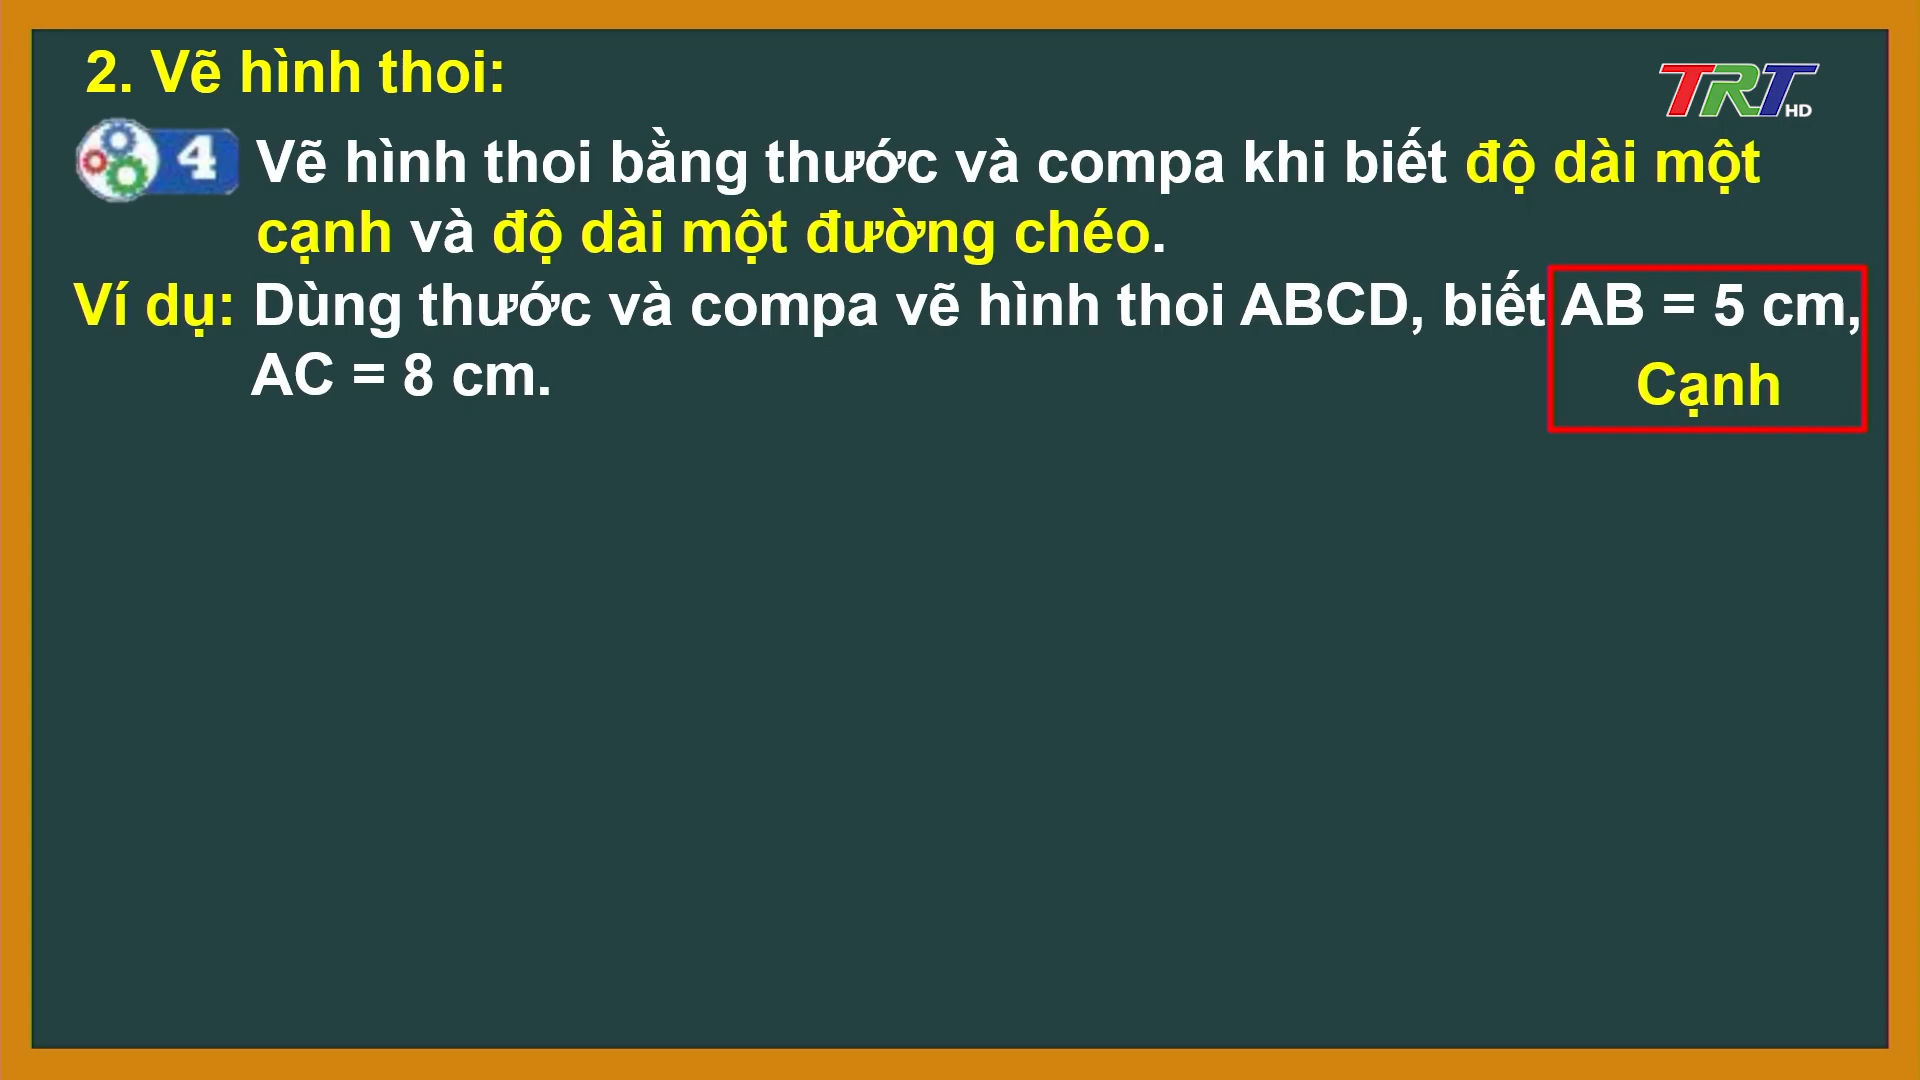 2. Vẽ hình thoi:
TRT HD
4 Vẽ hình thoi bằng thước và compa khi biết độ dài một
cạnh và độ dài một đường chéo.
Ví dụ: Dùng thước và compa vẽ hình thoi ABCD, biết AB = 5 cm,
AC = 8 cm.
Cạnh